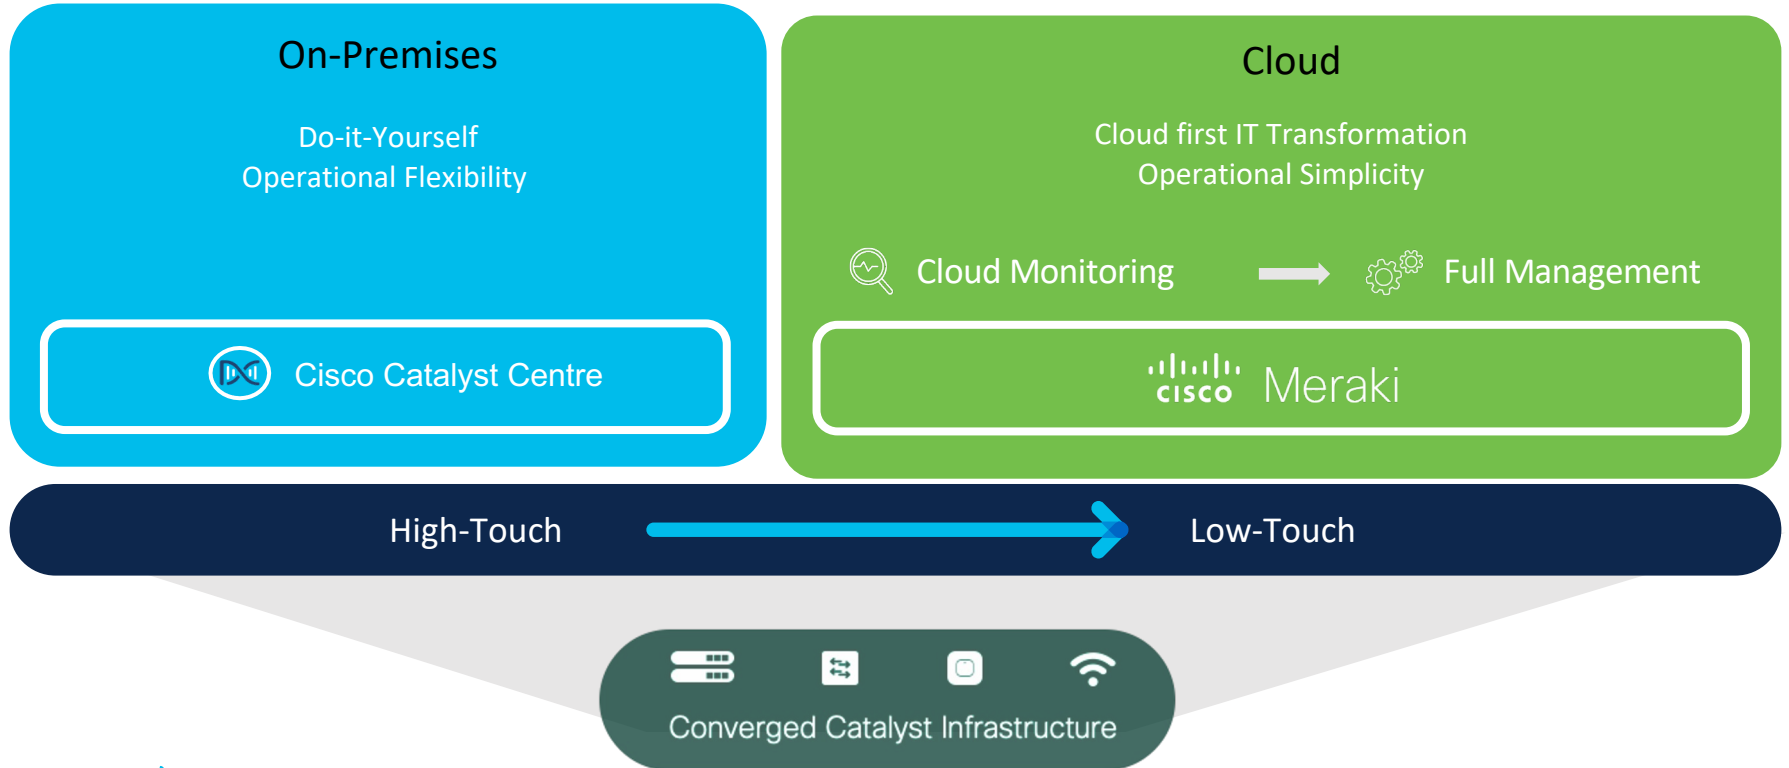 On-Premises
Do-it-Yourself
Operational Flexibility
Cisco Catalyst Centre
Cloud
Cloud first IT Transformation
Operational Simplicity
Cloud Monitoring
Full Management
cisco Meraki
High-Touch
Low-Touch
Converged Catalyst Infrastructure